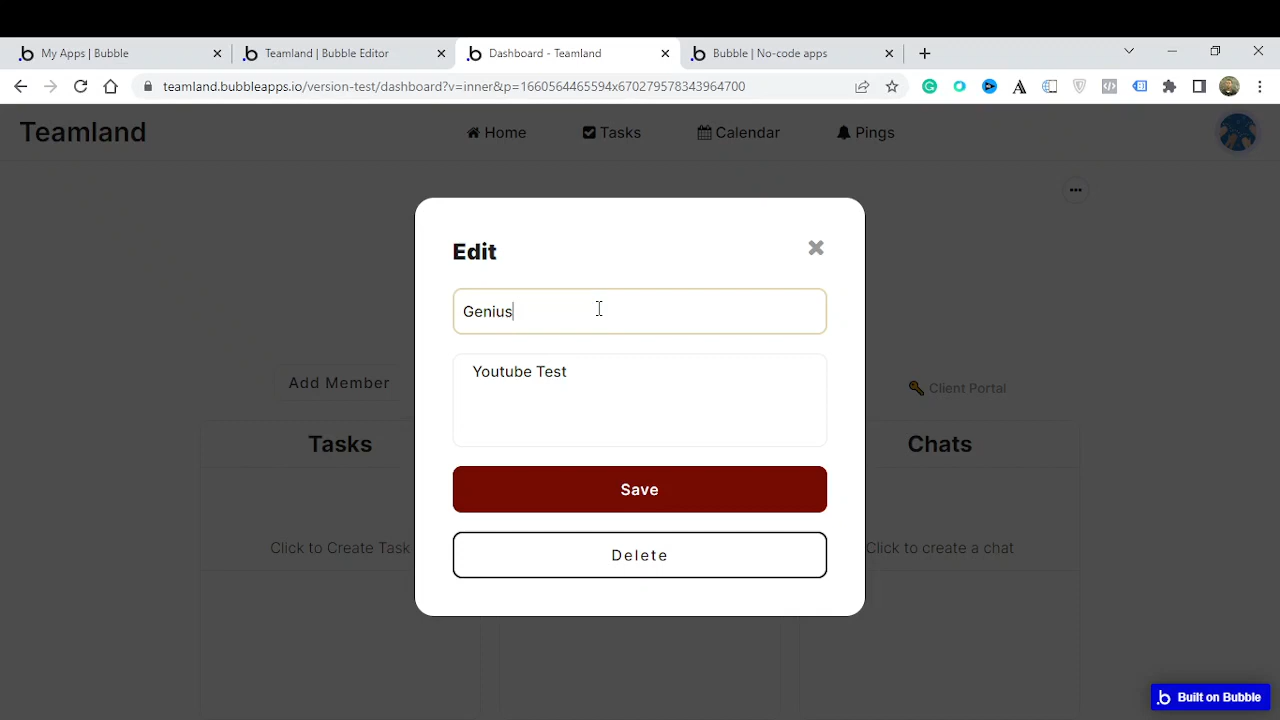 My Apps | Bubble
Teamland | Bubble Editor
Dashboard - Teamland
Bubble | No-code apps
teamland.bubbleapps.io/version-test/dashboard?v=inner&p=1660564465594x670279578343964700
Teamland
Home
Tasks
Calendar
Pings
Edit
Genius
Youtube Test
Add Member
Client Portal
Tasks
Chats
Save
Click to Create Task
Click to create a chat
Delete
b Built on Bubble